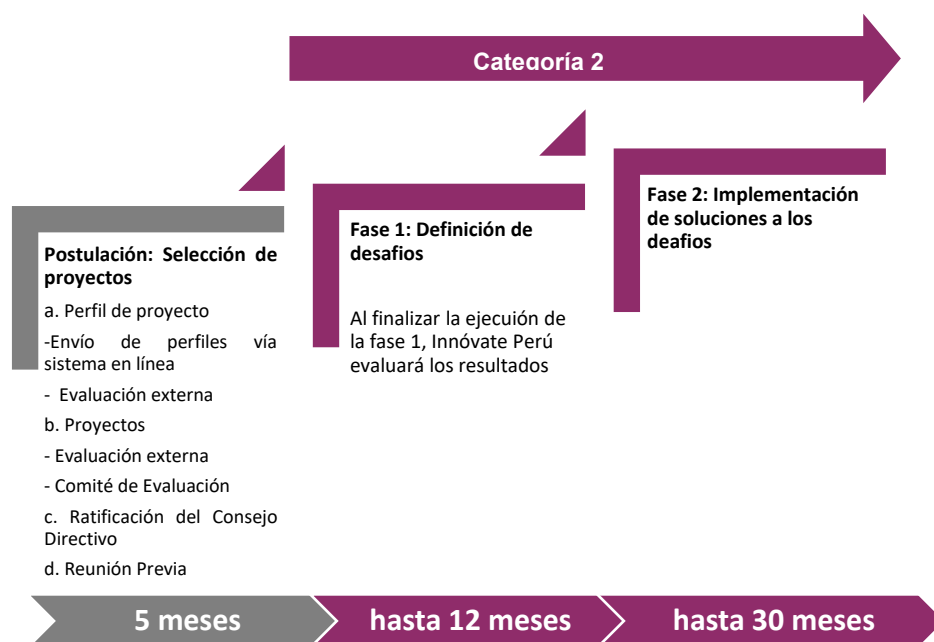 Categoría 2
Postulación: Selección de
proyectos
a. Perfil de proyecto
-Envío de perfiles vía
sistema en línea
- Evaluación externa
b. Proyectos
- Evaluación externa
- Comité de Evaluación
c. Ratificación del Consejo
Directivo
d. Reunión Previa
Fase 1: Definición de
desafios
Al finalizar la ejecuión de
la fase 1, Innóvate Perú
evaluará los resultados
Fase 2: Implementación
de soluciones a los
deafios
5 meses
hasta 12 meses
hasta 30 meses